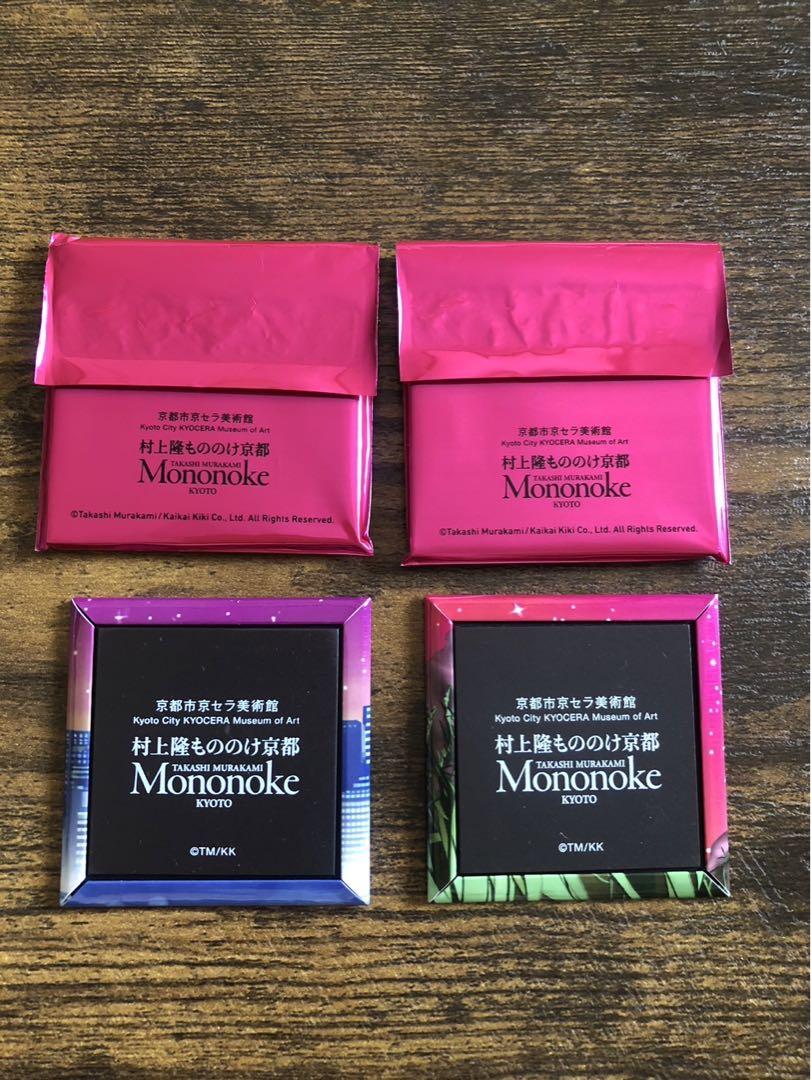 京都市京セラ美術館
Kyoto City KYOCERA Museum of Art
村上隆もののけ京都
TAKASHI MURAKAMI
Mononoke
KYOTO
©Takashi Murakami/Kaikai Kiki Co., Ltd. All Rights Reserved.
京都市京セラ美術館
Kyoto City KYOCERA Museum of Art
村上隆もののけ京都
TAKASHI MURAKAMI
Mononoke
KYOTO
©Takashi Murakami/Kaikai Kiki Co., Ltd. All Rights Reserved.
京都市京セラ美術館
Kyoto City KYOCERA Museum of Art
村上隆もののけ京都
TAKASHI MURAKAMI
Mononoke
KYOTO
©TM/KK
京都市京セラ美術館
Kyoto City KYOCERA Museum of Art
村上隆もののけ京都
TAKASHI MURAKAMI
Mononoke
KYOTO
©TM/KK